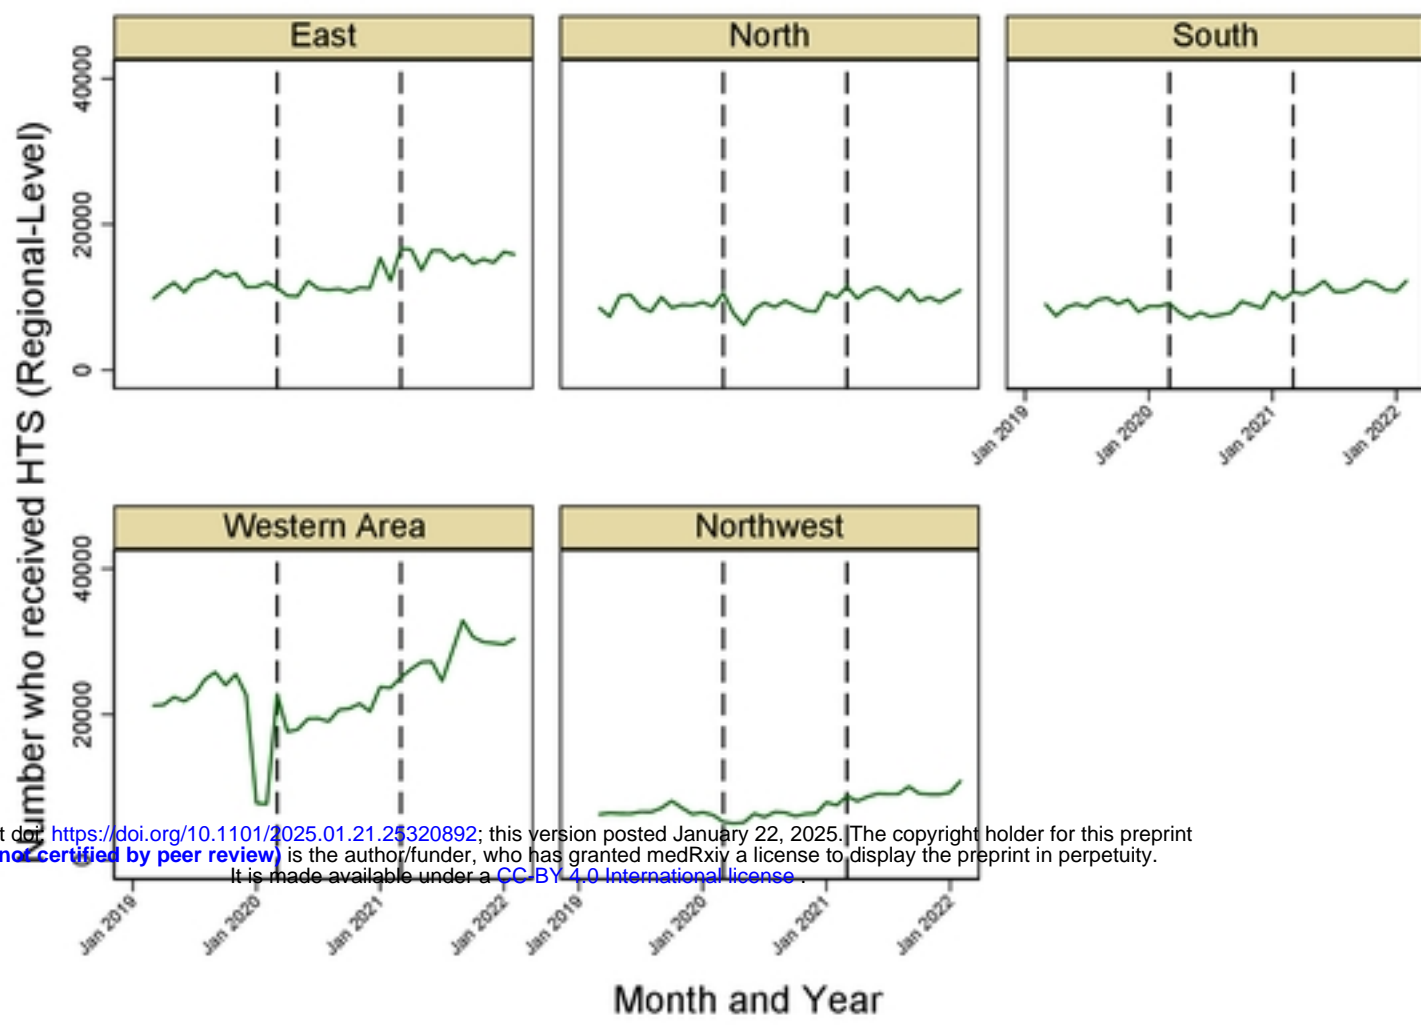 East
North
South
Number who received HTS (Regional-Level)
40000
20000
0
Jan 2019
Jan 2020
Jan 2021
Jan 2022
Western Area
Northwest
40000
20000
t doi: https://doi.org/10.1101/2025.01.21.25320892; this version posted January 22, 2025. The copyright holder for this preprint
not certified by peer review) is the author/funder, who has granted medRxiv a license to display the preprint in perpetuity.
It is made available under a CC-BY 4.0 International license .
Jan 2019
Jan 2020
Jan 2021
Jan 2022
Jan 2019
Jan 2020
Jan 2021
Jan 2022
Month and Year